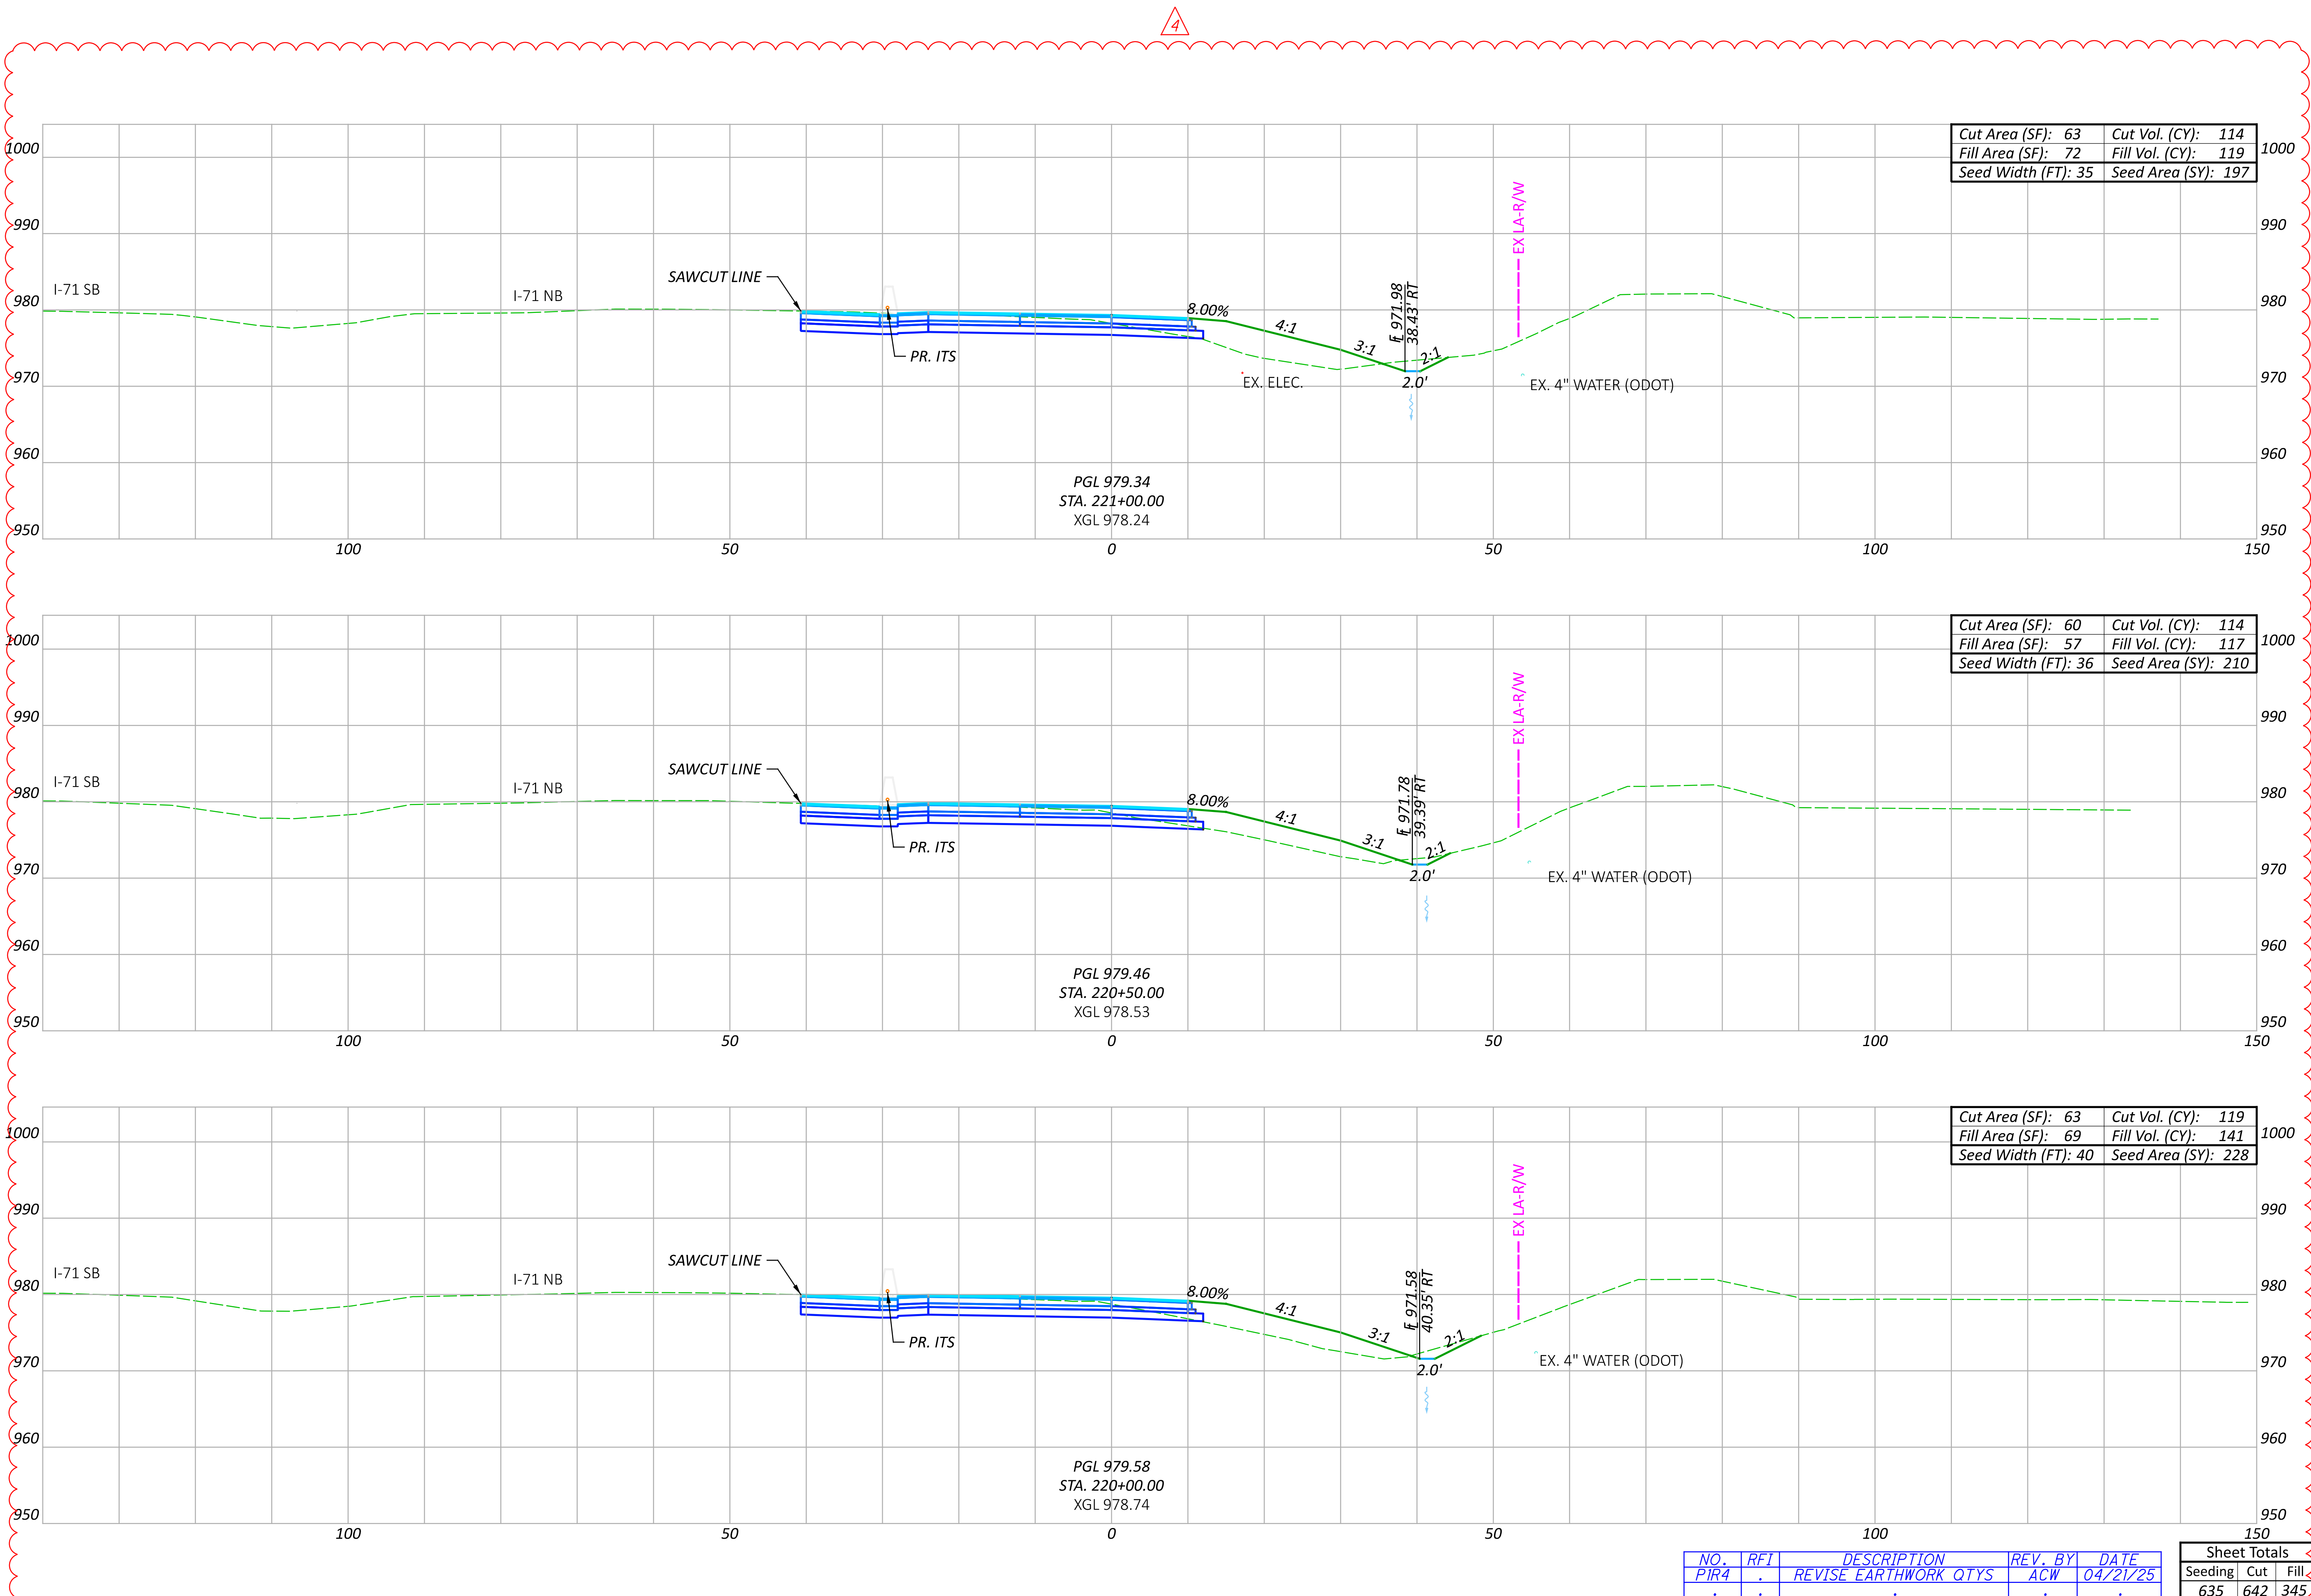 4
Cut Area (SF): 63 Cut Vol. (CY): 114
Fill Area (SF): 72 Fill Vol. (CY): 119
Seed Width (FT): 35 Seed Area (SY): 197
1000 1000
EX LA-R/W
990 990
SAWCUT LINE
I-71 SB I-71 NB
980 980
8.00%
4:1
3:1
2:1
FL 971.98
38.43' RT
PR. ITS
EX. ELEC.
2.0'
EX. 4" WATER (ODOT)
970 970
960 960
PGL 979.34
STA. 221+00.00
XGL 978.24
950 950
100 50 0 50 100 150
Cut Area (SF): 60 Cut Vol. (CY): 114
Fill Area (SF): 57 Fill Vol. (CY): 117
Seed Width (FT): 36 Seed Area (SY): 210
1000 1000
EX LA-R/W
990 990
SAWCUT LINE
I-71 SB I-71 NB
980 980
8.00%
4:1
3:1
2:1
FL 971.78
39.39' RT
PR. ITS
2.0'
EX. 4" WATER (ODOT)
970 970
960 960
PGL 979.46
STA. 220+50.00
XGL 978.53
950 950
100 50 0 50 100 150
Cut Area (SF): 63 Cut Vol. (CY): 119
Fill Area (SF): 69 Fill Vol. (CY): 141
Seed Width (FT): 40 Seed Area (SY): 228
1000 1000
EX LA-R/W
990 990
SAWCUT LINE
I-71 SB I-71 NB
980 980
8.00%
4:1
3:1
2:1
FL 971.58
40.35' RT
PR. ITS
2.0'
EX. 4" WATER (ODOT)
970 970
960 960
PGL 979.58
STA. 220+00.00
XGL 978.74
950 950
100 50 0 50 100 150
NO. RFI DESCRIPTION REV. BY DATE
P1R4 . REVISE EARTHWORK QTYS ACW 04/21/25
. . . . .
Sheet Totals
Seeding Cut Fill
635 642 345